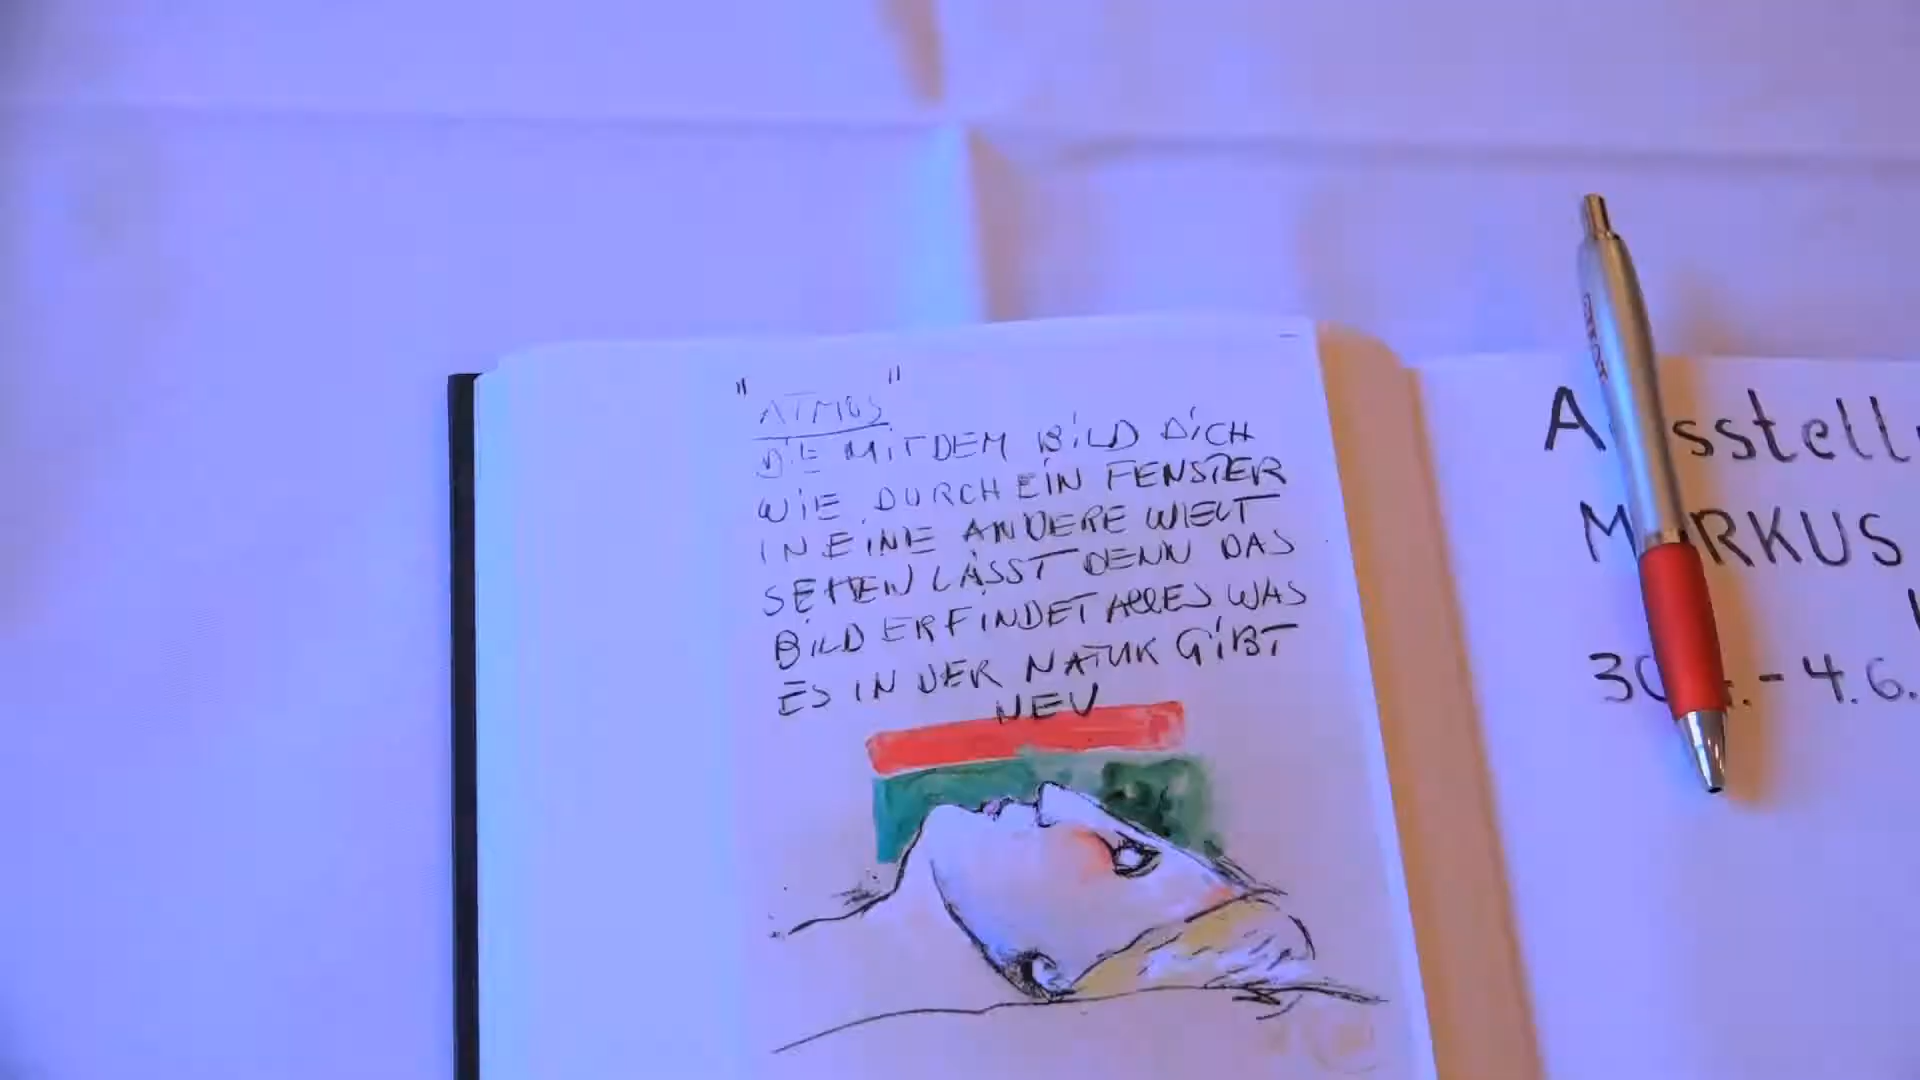 "ATMOS"
DIE MIT DEM BILD DICH
WIE DURCH EIN FENSTER
IN EINE ANDERE WELT
SEHEN LÄSST DENN DAS
BILD ERFINDET ALLES WAS
ES IN DER NATUR GIBT
NEU
A sstell
M RKUS
30 .-4.6.